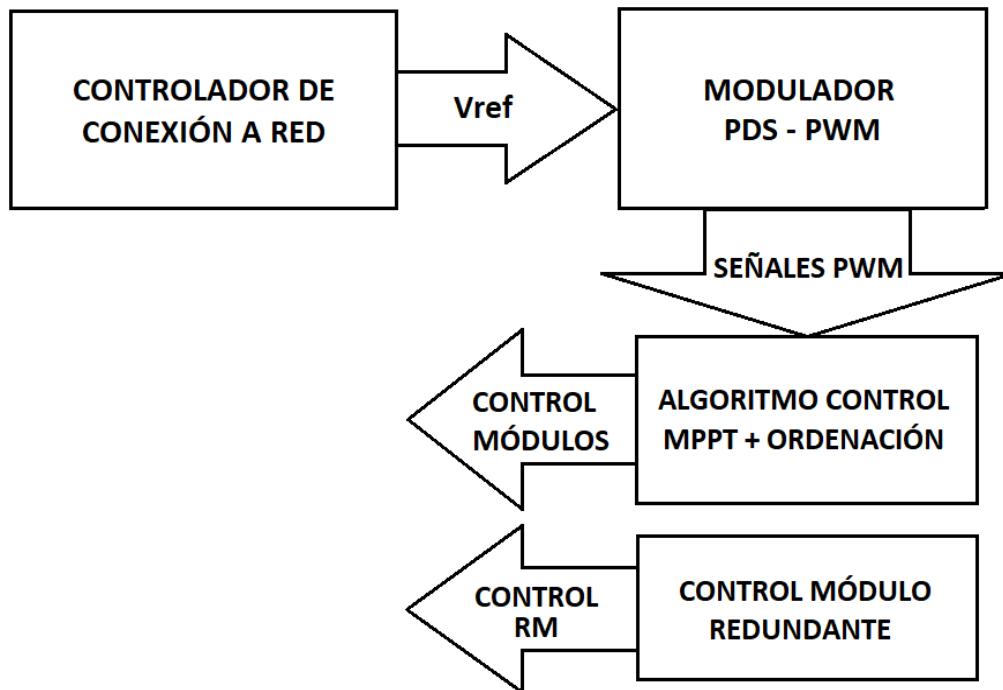 CONTROLADOR DE
CONEXIÓN A RED
Vref
MODULADOR
PDS - PWM
SEÑALES PWM
CONTROL
MÓDULOS
ALGORITMO CONTROL
MPPT + ORDENACIÓN
CONTROL
RM
CONTROL MÓDULO
REDUNDANTE